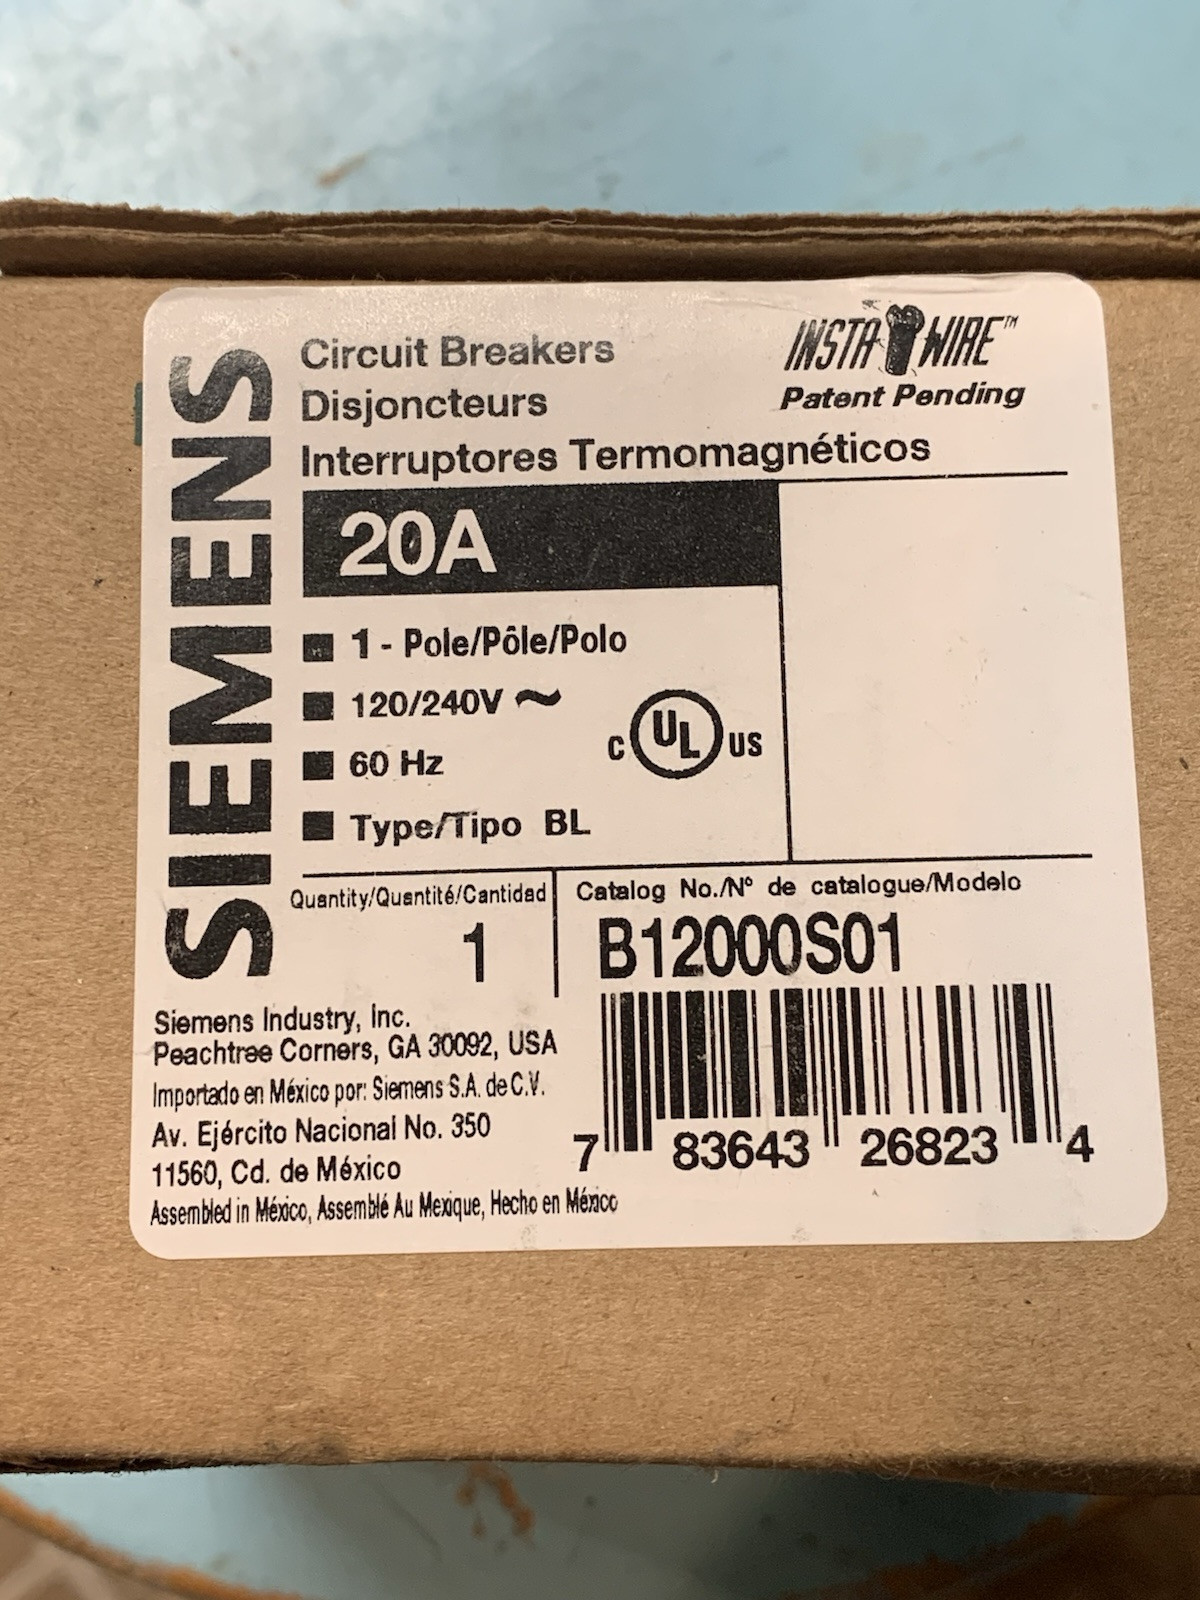 SIEMENS
Circuit Breakers
Disjoncteurs
Interruptores Termomagnéticos
INSTA WIRE™
Patent Pending
20A
1 - Pole/Pôle/Polo
120/240V ~
60 Hz
Type/Tipo BL
C UL US
Quantity/Quantité/Cantidad
1
Catalog No./Nº de catalogue/Modelo
B12000S01
Siemens Industry, Inc.
Peachtree Corners, GA 30092, USA
Importado en México por: Siemens S.A. de C.V.
Av. Ejército Nacional No. 350
11560, Cd. de México
Assembled in México, Assemblé Au Mexique, Hecho en México
7 83643 26823 4